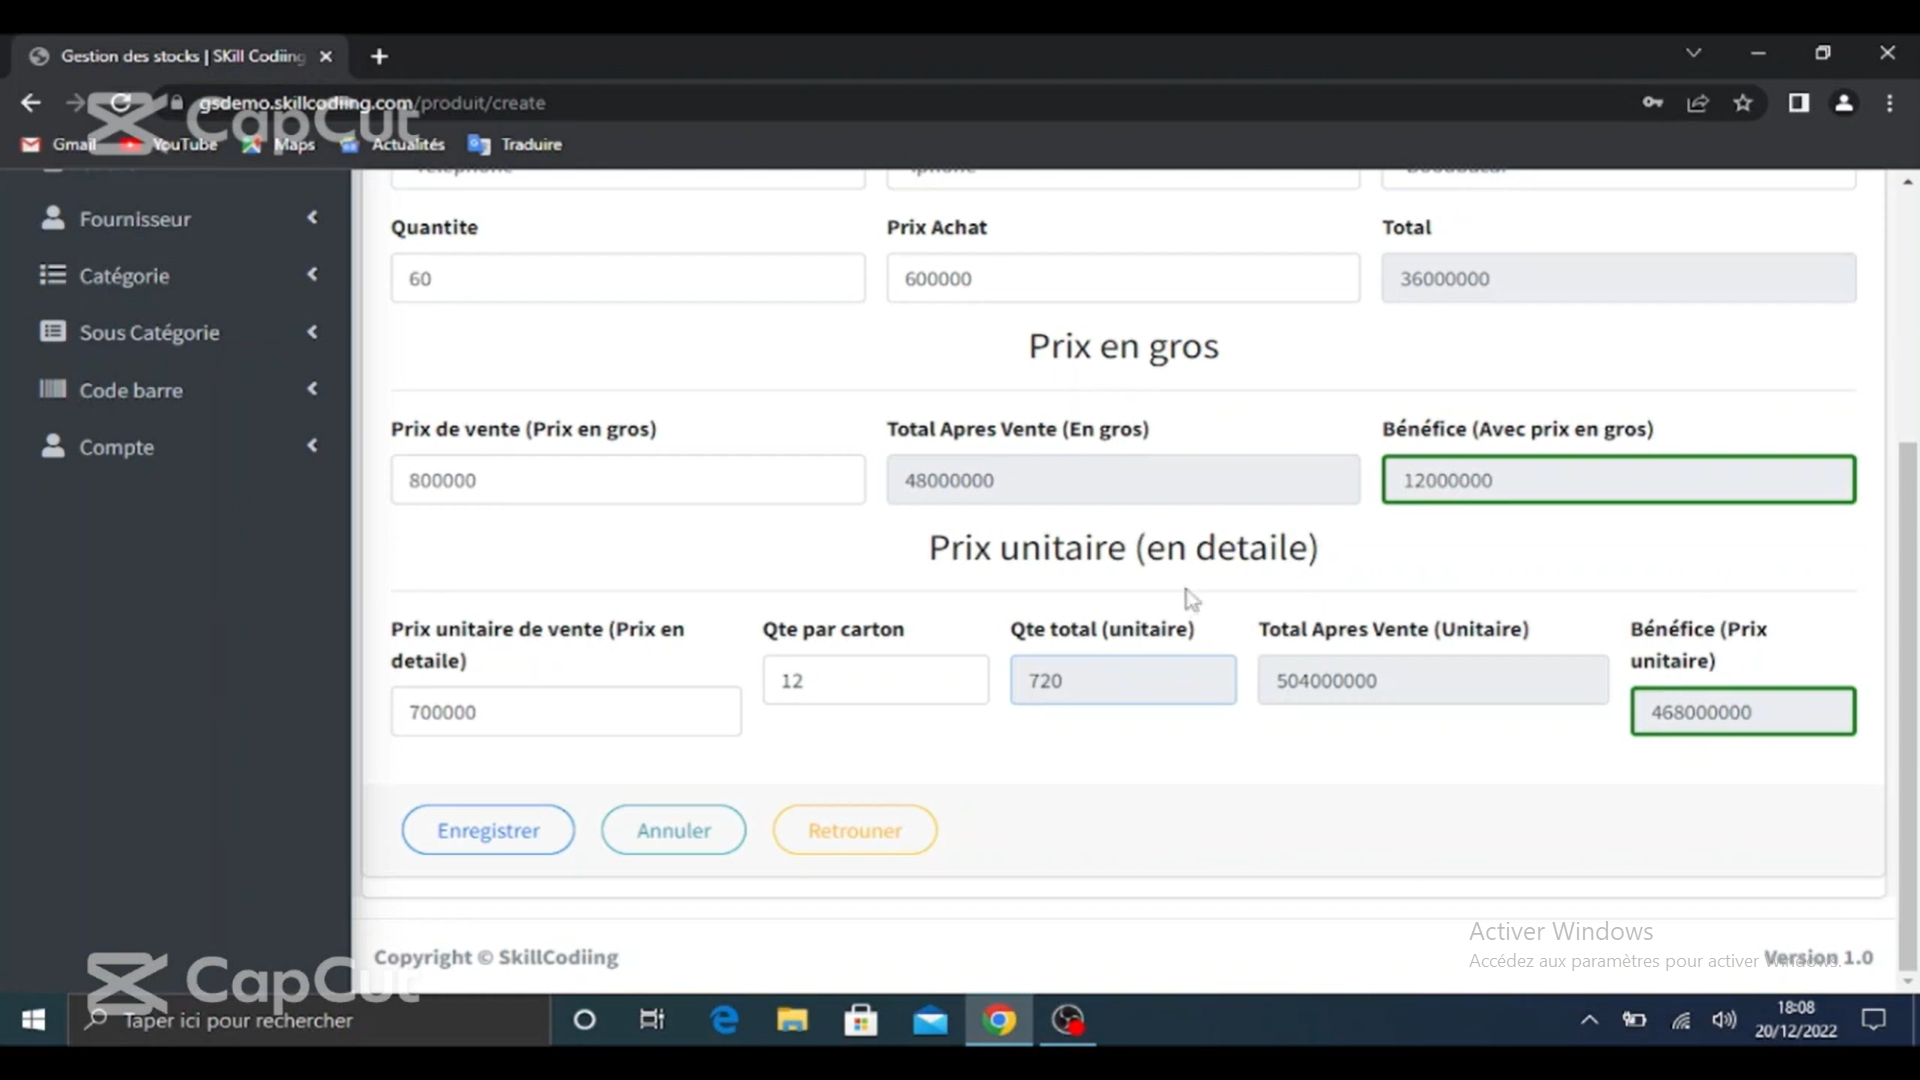 Gestion des stocks | SKill Codiing
gsdemo.skillcodiing.com/produit/create
CapCut
Gmail YouTube Maps Actualités Traduire
Fournisseur
Catégorie
Sous Catégorie
Code barre
Compte
Quantite Prix Achat Total
60 600000 36000000
Prix en gros
Prix de vente (Prix en gros) Total Apres Vente (En gros) Bénéfice (Avec prix en gros)
800000 48000000 12000000
Prix unitaire (en detaile)
Prix unitaire de vente (Prix en detaile) Qte par carton Qte total (unitaire) Total Apres Vente (Unitaire) Bénéfice (Prix unitaire)
700000 12 720 504000000 468000000
Enregistrer Annuler Retrouner
Activer Windows
Accédez aux paramètres pour activer Windows.
Copyright © SkillCodiing Version 1.0
CapCut
Taper ici pour rechercher
18:08
20/12/2022